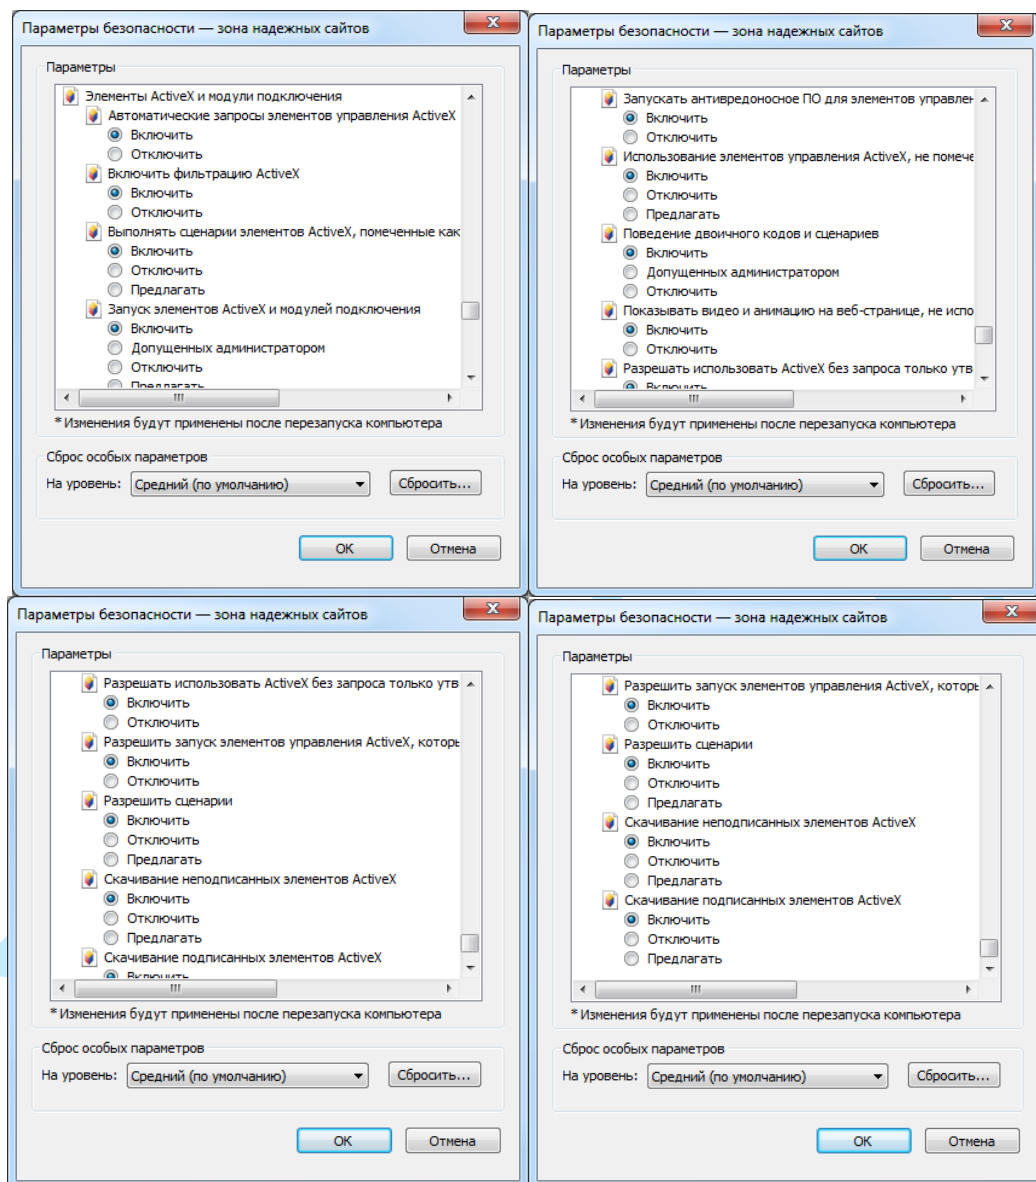 Параметры безопасности — зона надежных сайтов
Параметры
Элементы ActiveX и модули подключения
Автоматические запросы элементов управления ActiveX
Включить
Отключить
Включить фильтрацию ActiveX
Включить
Отключить
Выполнять сценарии элементов ActiveX, помеченные как
Включить
Отключить
Предлагать
Запуск элементов ActiveX и модулей подключения
Включить
Допущенных администратором
Отключить
Предлагать
* Изменения будут применены после перезапуска компьютера
Сброс особых параметров
На уровень: Средний (по умолчанию) Сбросить...
ОК Отмена
Параметры безопасности — зона надежных сайтов
Параметры
Запускать антивредоносное ПО для элементов управлен
Включить
Отключить
Использование элементов управления ActiveX, не помече
Включить
Отключить
Предлагать
Поведение двоичного кодов и сценариев
Включить
Допущенных администратором
Отключить
Показывать видео и анимацию на веб-странице, не испо
Включить
Отключить
Разрешать использовать ActiveX без запроса только утв
Включить
* Изменения будут применены после перезапуска компьютера
Сброс особых параметров
На уровень: Средний (по умолчанию) Сбросить...
ОК Отмена
Параметры безопасности — зона надежных сайтов
Параметры
Разрешать использовать ActiveX без запроса только утв
Включить
Отключить
Разрешить запуск элементов управления ActiveX, которь
Включить
Отключить
Разрешить сценарии
Включить
Отключить
Предлагать
Скачивание неподписанных элементов ActiveX
Включить
Отключить
Предлагать
Скачивание подписанных элементов ActiveX
Включить
* Изменения будут применены после перезапуска компьютера
Сброс особых параметров
На уровень: Средний (по умолчанию) Сбросить...
ОК Отмена
Параметры безопасности — зона надежных сайтов
Параметры
Разрешить запуск элементов управления ActiveX, которь
Включить
Отключить
Разрешить сценарии
Включить
Отключить
Предлагать
Скачивание неподписанных элементов ActiveX
Включить
Отключить
Предлагать
Скачивание подписанных элементов ActiveX
Включить
Отключить
Предлагать
* Изменения будут применены после перезапуска компьютера
Сброс особых параметров
На уровень: Средний (по умолчанию) Сбросить...
ОК Отмена